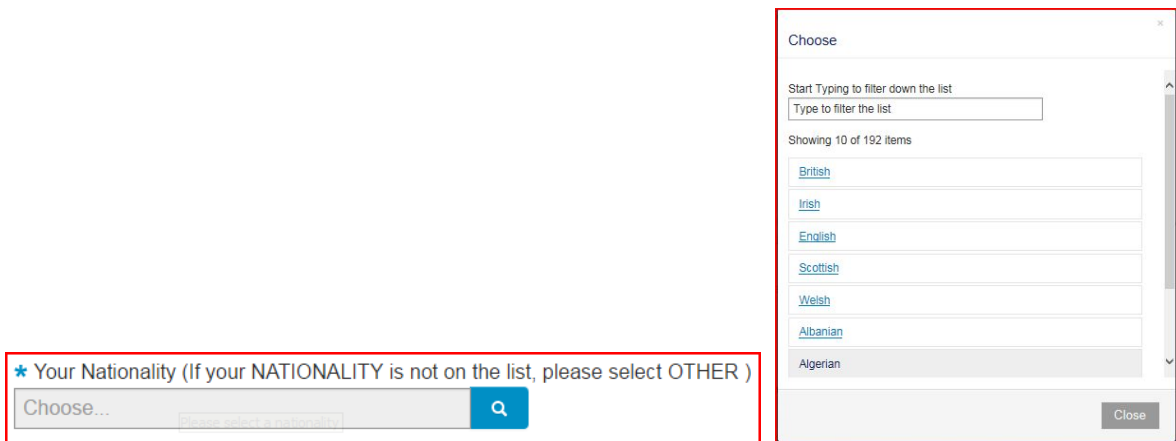 * Your Nationality (If your NATIONALITY is not on the list, please select OTHER )
Choose...
Please select a nationality
×
Choose
Start Typing to filter down the list
Type to filter the list
Showing 10 of 192 items
British
Irish
English
Scottish
Welsh
Albanian
Algerian
Close